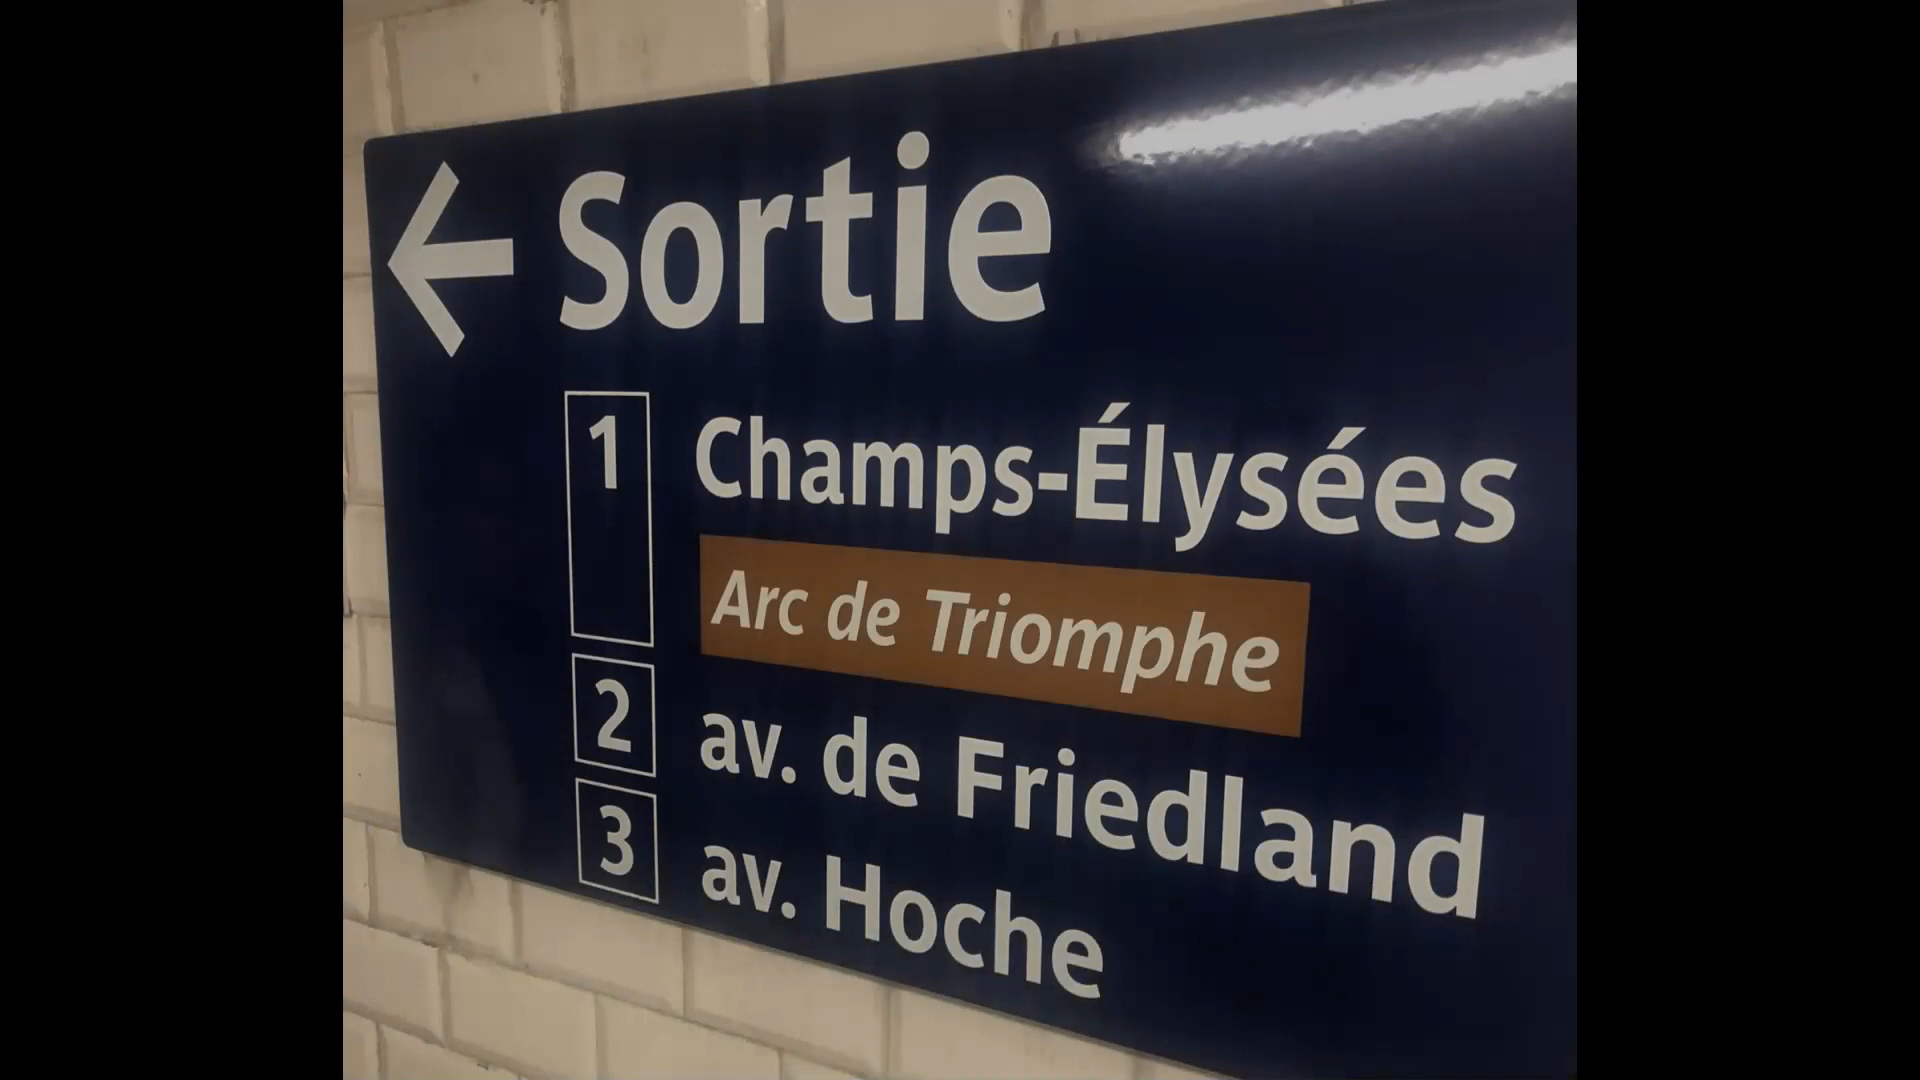 ← Sortie
1 Champs-Élysées
Arc de Triomphe
2 av. de Friedland
3 av. Hoche